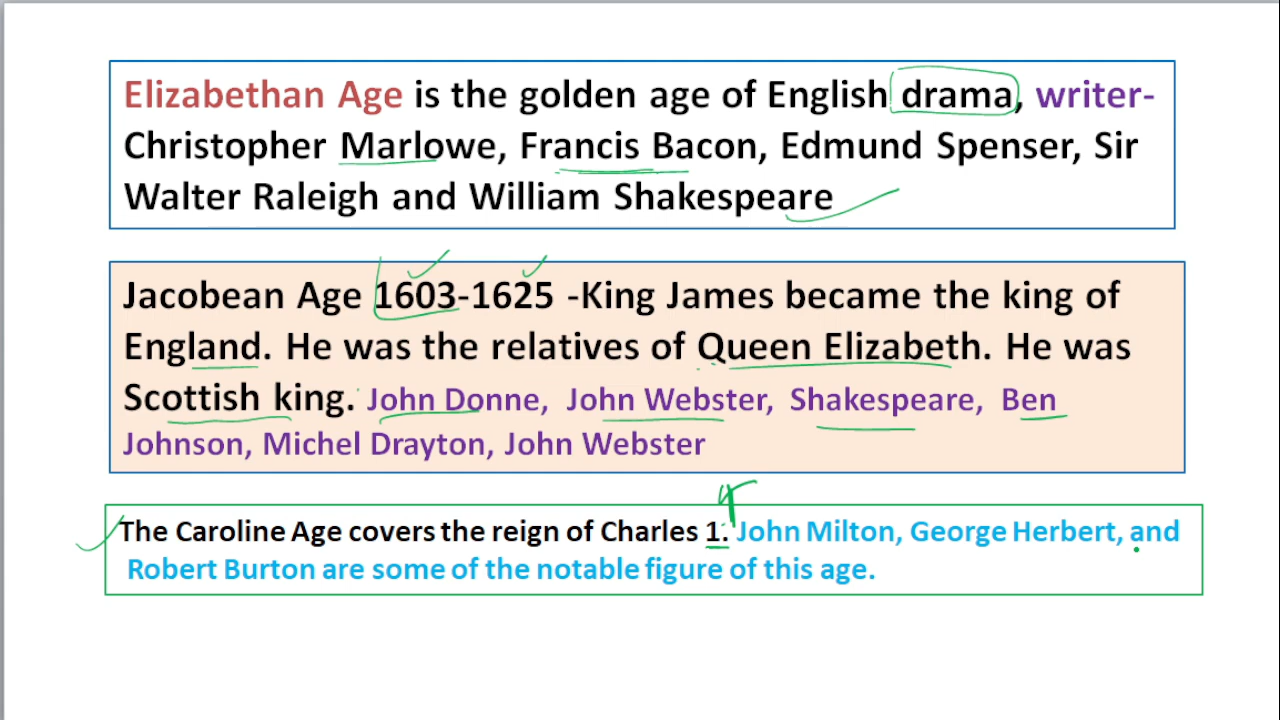 Elizabethan Age is the golden age of English drama, writer-
Christopher Marlowe, Francis Bacon, Edmund Spenser, Sir
Walter Raleigh and William Shakespeare
Jacobean Age 1603-1625 -King James became the king of
England. He was the relatives of Queen Elizabeth. He was
Scottish king. John Donne, John Webster, Shakespeare, Ben
Johnson, Michel Drayton, John Webster
The Caroline Age covers the reign of Charles 1. John Milton, George Herbert, and
Robert Burton are some of the notable figure of this age.